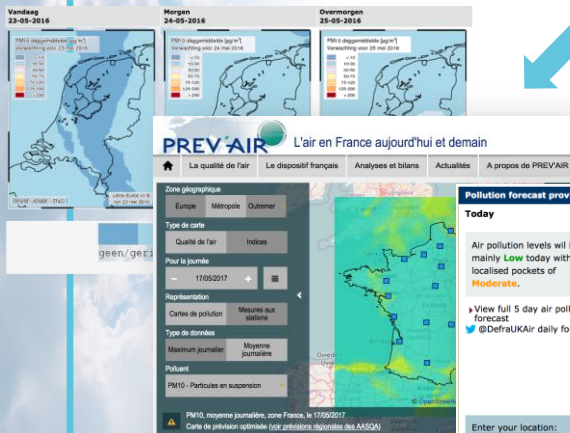 Vandaag
23-05-2016
Morgen
24-05-2016
Overmorgen
25-05-2016
PM10 daggemiddelde [µg/m³]
Verwachting voor 23 mei 2016
PM10 daggemiddelde [µg/m³]
Verwachting voor 24 mei 2016
PM10 daggemiddelde [µg/m³]
Verwachting voor 25 mei 2016
RIVM - KNMI - TNO
geen/geri
PREV'AIR
L'air en France aujourd'hui et demain
La qualité de l'air
Le dispositif français
Analyses et bilans
Actualités
A propos de PREV'AIR
Zone géographique
Europe
Métropole
Outremer
Type de carte
Qualité de l'air
Indices
Pour la journée
17/05/2017
Représentation
Cartes de pollution
Mesures aux
stations
Type de données
Maximum journalier
Moyenne
journalière
Polluant
PM10 - Particules en suspension
PM10, moyenne journalière, zone France, le 17/05/2017
Carte de prévision optimisée (voir prévisions régionales des AASQA)
Pollution forecast prov
Today
Air pollution levels will
mainly Low today with
localised pockets of
Moderate.
View full 5 day air poll
forecast
@DefraUKAir daily fo
Enter your location: